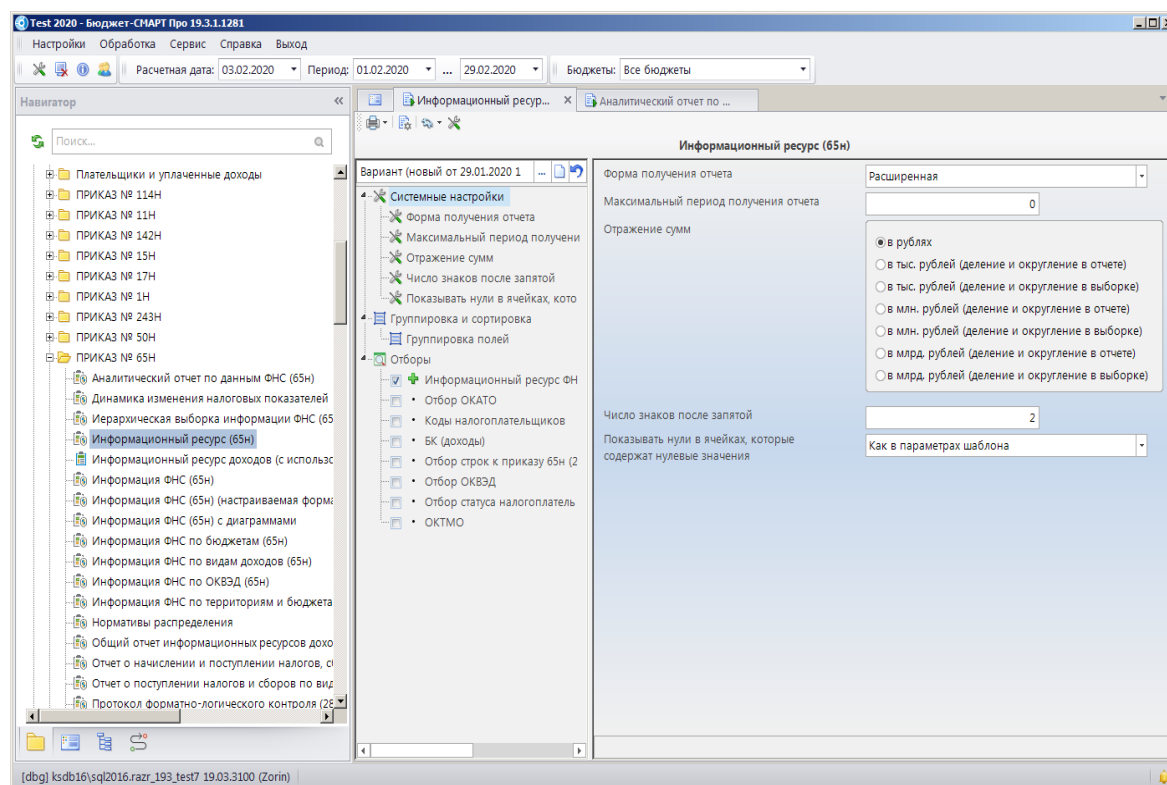 Test 2020 - Бюджет-СМАРТ Про 19.3.1.1281
Настройки Обработка Сервис Справка Выход
Расчетная дата: 03.02.2020 Период: 01.02.2020 ... 29.02.2020 Бюджеты: Все бюджеты
Навигатор
Поиск...
Плательщики и уплаченные доходы
ПРИКАЗ № 114Н
ПРИКАЗ № 11Н
ПРИКАЗ № 142Н
ПРИКАЗ № 15Н
ПРИКАЗ № 17Н
ПРИКАЗ № 1Н
ПРИКАЗ № 243Н
ПРИКАЗ № 50Н
ПРИКАЗ № 65Н
Аналитический отчет по данным ФНС (65н)
Динамика изменения налоговых показателей
Иерархическая выборка информации ФНС (65
Информационный ресурс (65н)
Информационный ресурс доходов (с использс
Информация ФНС (65н)
Информация ФНС (65н) (настраиваемая форма
Информация ФНС (65н) с диаграммами
Информация ФНС по бюджетам (65н)
Информация ФНС по видам доходов (65н)
Информация ФНС по ОКВЭД (65н)
Информация ФНС по территориям и бюджета
Нормативы распределения
Общий отчет информационных ресурсов дохо
Отчет о начислении и поступлении налогов, сб
Отчет о поступлении налогов и сборов по вид
Протокол форматно-логического контроля (28
Информационный ресур... Аналитический отчет по ...
Информационный ресурс (65н)
Вариант (новый от 29.01.2020 1 ...
Системные настройки
Форма получения отчета
Максимальный период получени
Отражение сумм
Число знаков после запятой
Показывать нули в ячейках, кото
Группировка и сортировка
Группировка полей
Отборы
Информационный ресурс ФН
Отбор ОКАТО
Коды налогоплательщиков
БК (доходы)
Отбор строк к приказу 65н (2
Отбор ОКВЭД
Отбор статуса налогоплатель
ОКТМО
Форма получения отчета Расширенная
Максимальный период получения отчета 0
Отражение сумм
в рублях
в тыс. рублей (деление и округление в отчете)
в тыс. рублей (деление и округление в выборке)
в млн. рублей (деление и округление в отчете)
в млн. рублей (деление и округление в выборке)
в млрд. рублей (деление и округление в отчете)
в млрд. рублей (деление и округление в выборке)
Число знаков после запятой 2
Показывать нули в ячейках, которые
содержат нулевые значения
Как в параметрах шаблона
[dbg] ksdb16\sql2016.razr_193_test7 19.03.3100 (Zorin)